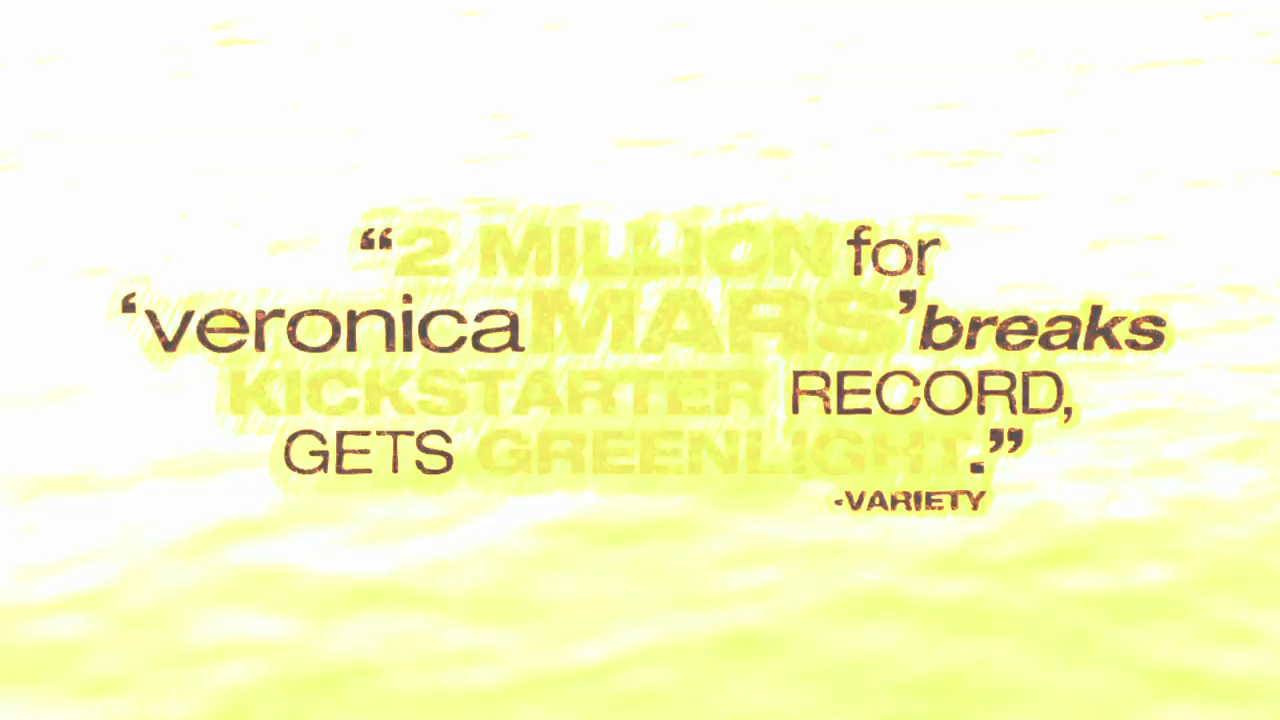 “2 MILLION for
‘veronica MARS’ breaks
KICKSTARTER RECORD,
GETS GREENLIGHT.”
-VARIETY